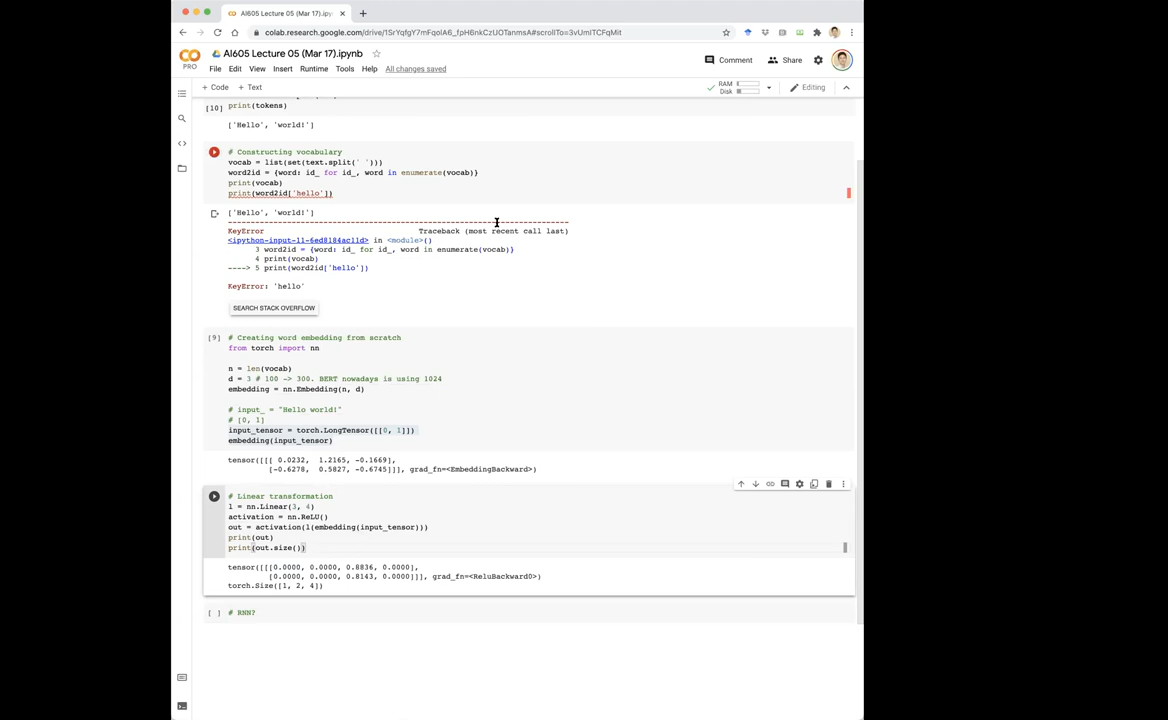 AI605 Lecture 05 (Mar 17).ipyn
colab.research.google.com/drive/1SrYqfgY7mFqoIA6_fpH6nkCzUOTanmsA#scrollTo=3vUmITCFqMit
AI605 Lecture 05 (Mar 17).ipynb
PRO
File Edit View Insert Runtime Tools Help All changes saved
Comment Share
+ Code + Text
RAM
Disk
Editing
[10] print(tokens)
['Hello', 'world!']
# Constructing vocabulary
vocab = list(set(text.split(' ')))
word2id = {word: id_ for id_, word in enumerate(vocab)}
print(vocab)
print(word2id['hello'])
['Hello', 'world!']
---------------------------------------------------------------------------
KeyError Traceback (most recent call last)
<ipython-input-11-6ed8184ac11d> in <module>()
3 word2id = {word: id_ for id_, word in enumerate(vocab)}
4 print(vocab)
----> 5 print(word2id['hello'])
KeyError: 'hello'
SEARCH STACK OVERFLOW
[9] # Creating word embedding from scratch
from torch import nn
n = len(vocab)
d = 3 # 100 -> 300. BERT nowadays is using 1024
embedding = nn.Embedding(n, d)
# input_ = "Hello world!"
# [0, 1]
input_tensor = torch.LongTensor([[0, 1]])
embedding(input_tensor)
tensor([[[ 0.0232, 1.2165, -0.1669],
[-0.6278, 0.5827, -0.6745]]], grad_fn=<EmbeddingBackward>)
# Linear transformation
l = nn.Linear(3, 4)
activation = nn.ReLU()
out = activation(l(embedding(input_tensor)))
print(out)
print(out.size())
tensor([[[0.0000, 0.0000, 0.8836, 0.0000],
[0.0000, 0.0000, 0.8143, 0.0000]]], grad_fn=<ReluBackward0>)
torch.Size([1, 2, 4])
[ ] # RNN?